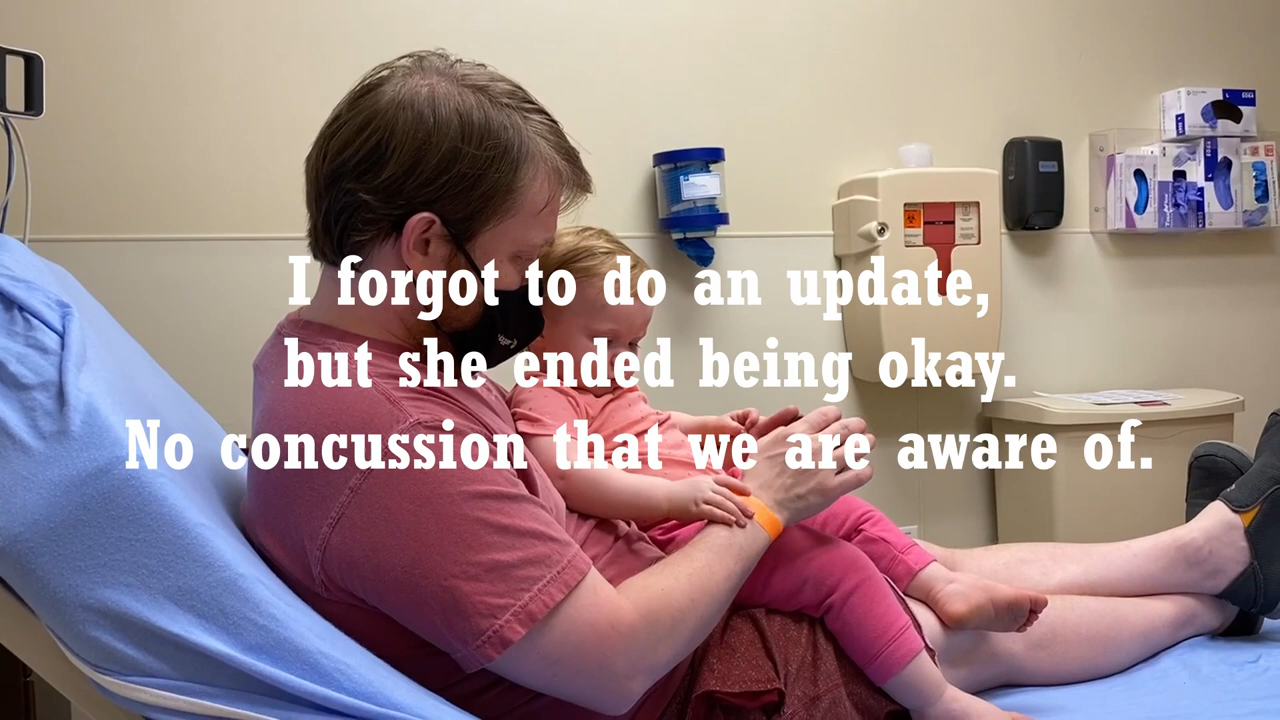 I forgot to do an update,
but she ended being okay.
No concussion that we are aware of.